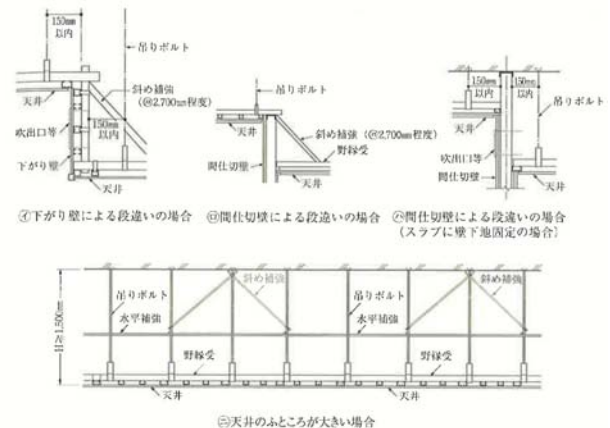 150mm
以内
吊りボルト
天井
斜め補強
(@2,700mm程度)
150mm
以内
吹出口等
下がり壁
天井
㋑下がり壁による段違いの場合
吊りボルト
天井
斜め補強(@2,700mm程度)
野縁受
間仕切壁
天井
㋺間仕切壁による段違いの場合
150mm
以内
150mm
以内
吊りボルト
天井
吹出口等
間仕切壁
天井
㋩間仕切壁による段違いの場合
(スラブに壁下地固定の場合)
斜め補強
斜め補強
吊りボルト
吊りボルト
水平補強
水平補強
H≧1,500mm
野縁受
野縁受
天井
天井
㋥天井のふところが大きい場合